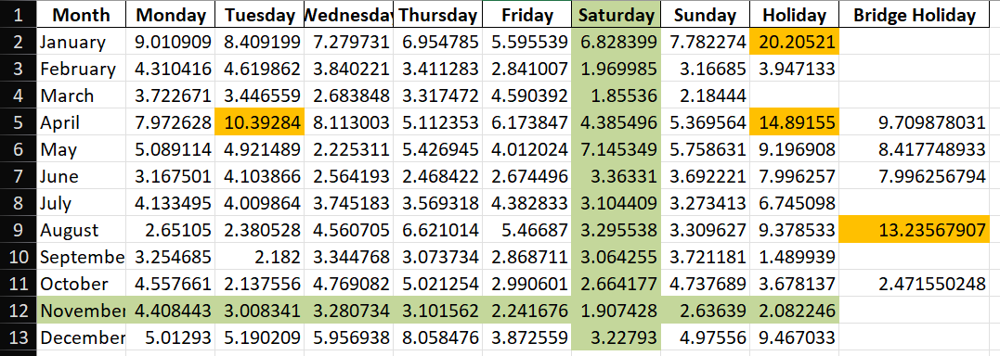 1 Month Monday Tuesday Wednesday Thursday Friday Saturday Sunday Holiday Bridge Holiday
2 January 9.010909 8.409199 7.279731 6.954785 5.595539 6.828399 7.782274 20.20521
3 February 4.310416 4.619862 3.840221 3.411283 2.841007 1.969985 3.16685 3.947133
4 March 3.722671 3.446559 2.683848 3.317472 4.590392 1.85536 2.18444
5 April 7.972628 10.39284 8.113003 5.112353 6.173847 4.385496 5.369564 14.89155 9.709878031
6 May 5.089114 4.921489 2.225311 5.426945 4.012024 7.145349 5.758631 9.196908 8.417748933
7 June 3.167501 4.103866 2.564193 2.468422 2.674496 3.36331 3.692221 7.996257 7.996256794
8 July 4.133495 4.009864 3.745183 3.569318 4.382833 3.104409 3.273413 6.745098
9 August 2.65105 2.380528 4.560705 6.621014 5.46687 3.295538 3.309627 9.378533 13.23567907
10 Septembe 3.254685 2.182 3.344768 3.073734 2.868711 3.064255 3.721181 1.489939
11 October 4.557661 2.137556 4.769082 5.021254 2.990601 2.664177 4.737689 3.678137 2.471550248
12 November 4.408443 3.008341 3.280734 3.101562 2.241676 1.907428 2.63639 2.082246
13 December 5.01293 5.190209 5.956938 8.058476 3.872559 3.22793 4.97556 9.467033